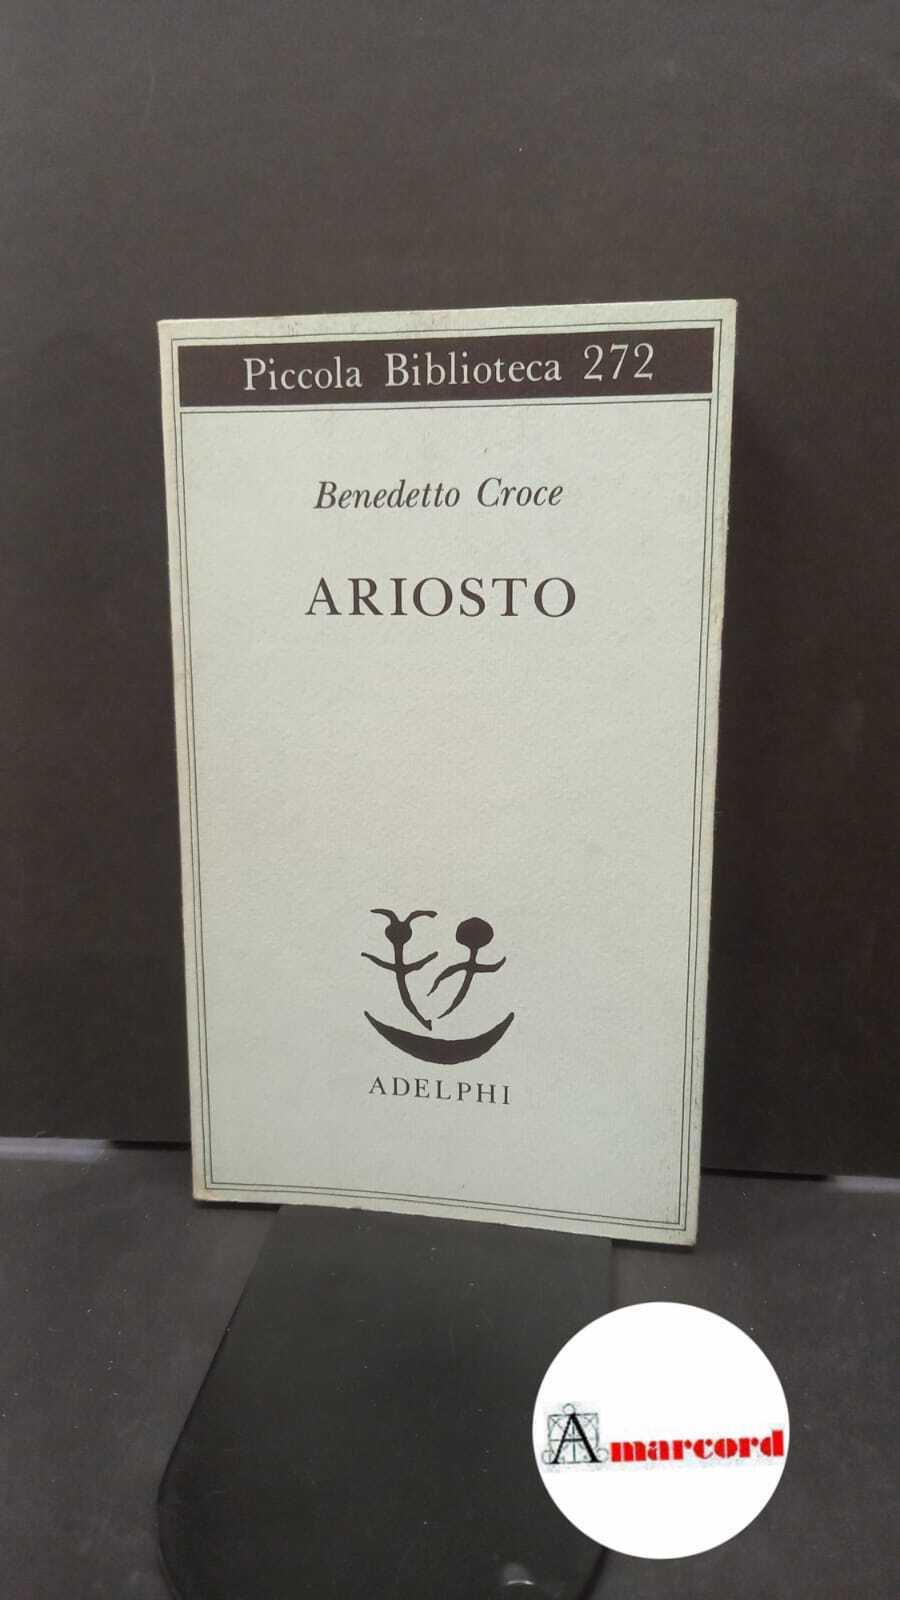 Piccola Biblioteca 272
Benedetto Croce
ARIOSTO
ADELPHI
Amarcord